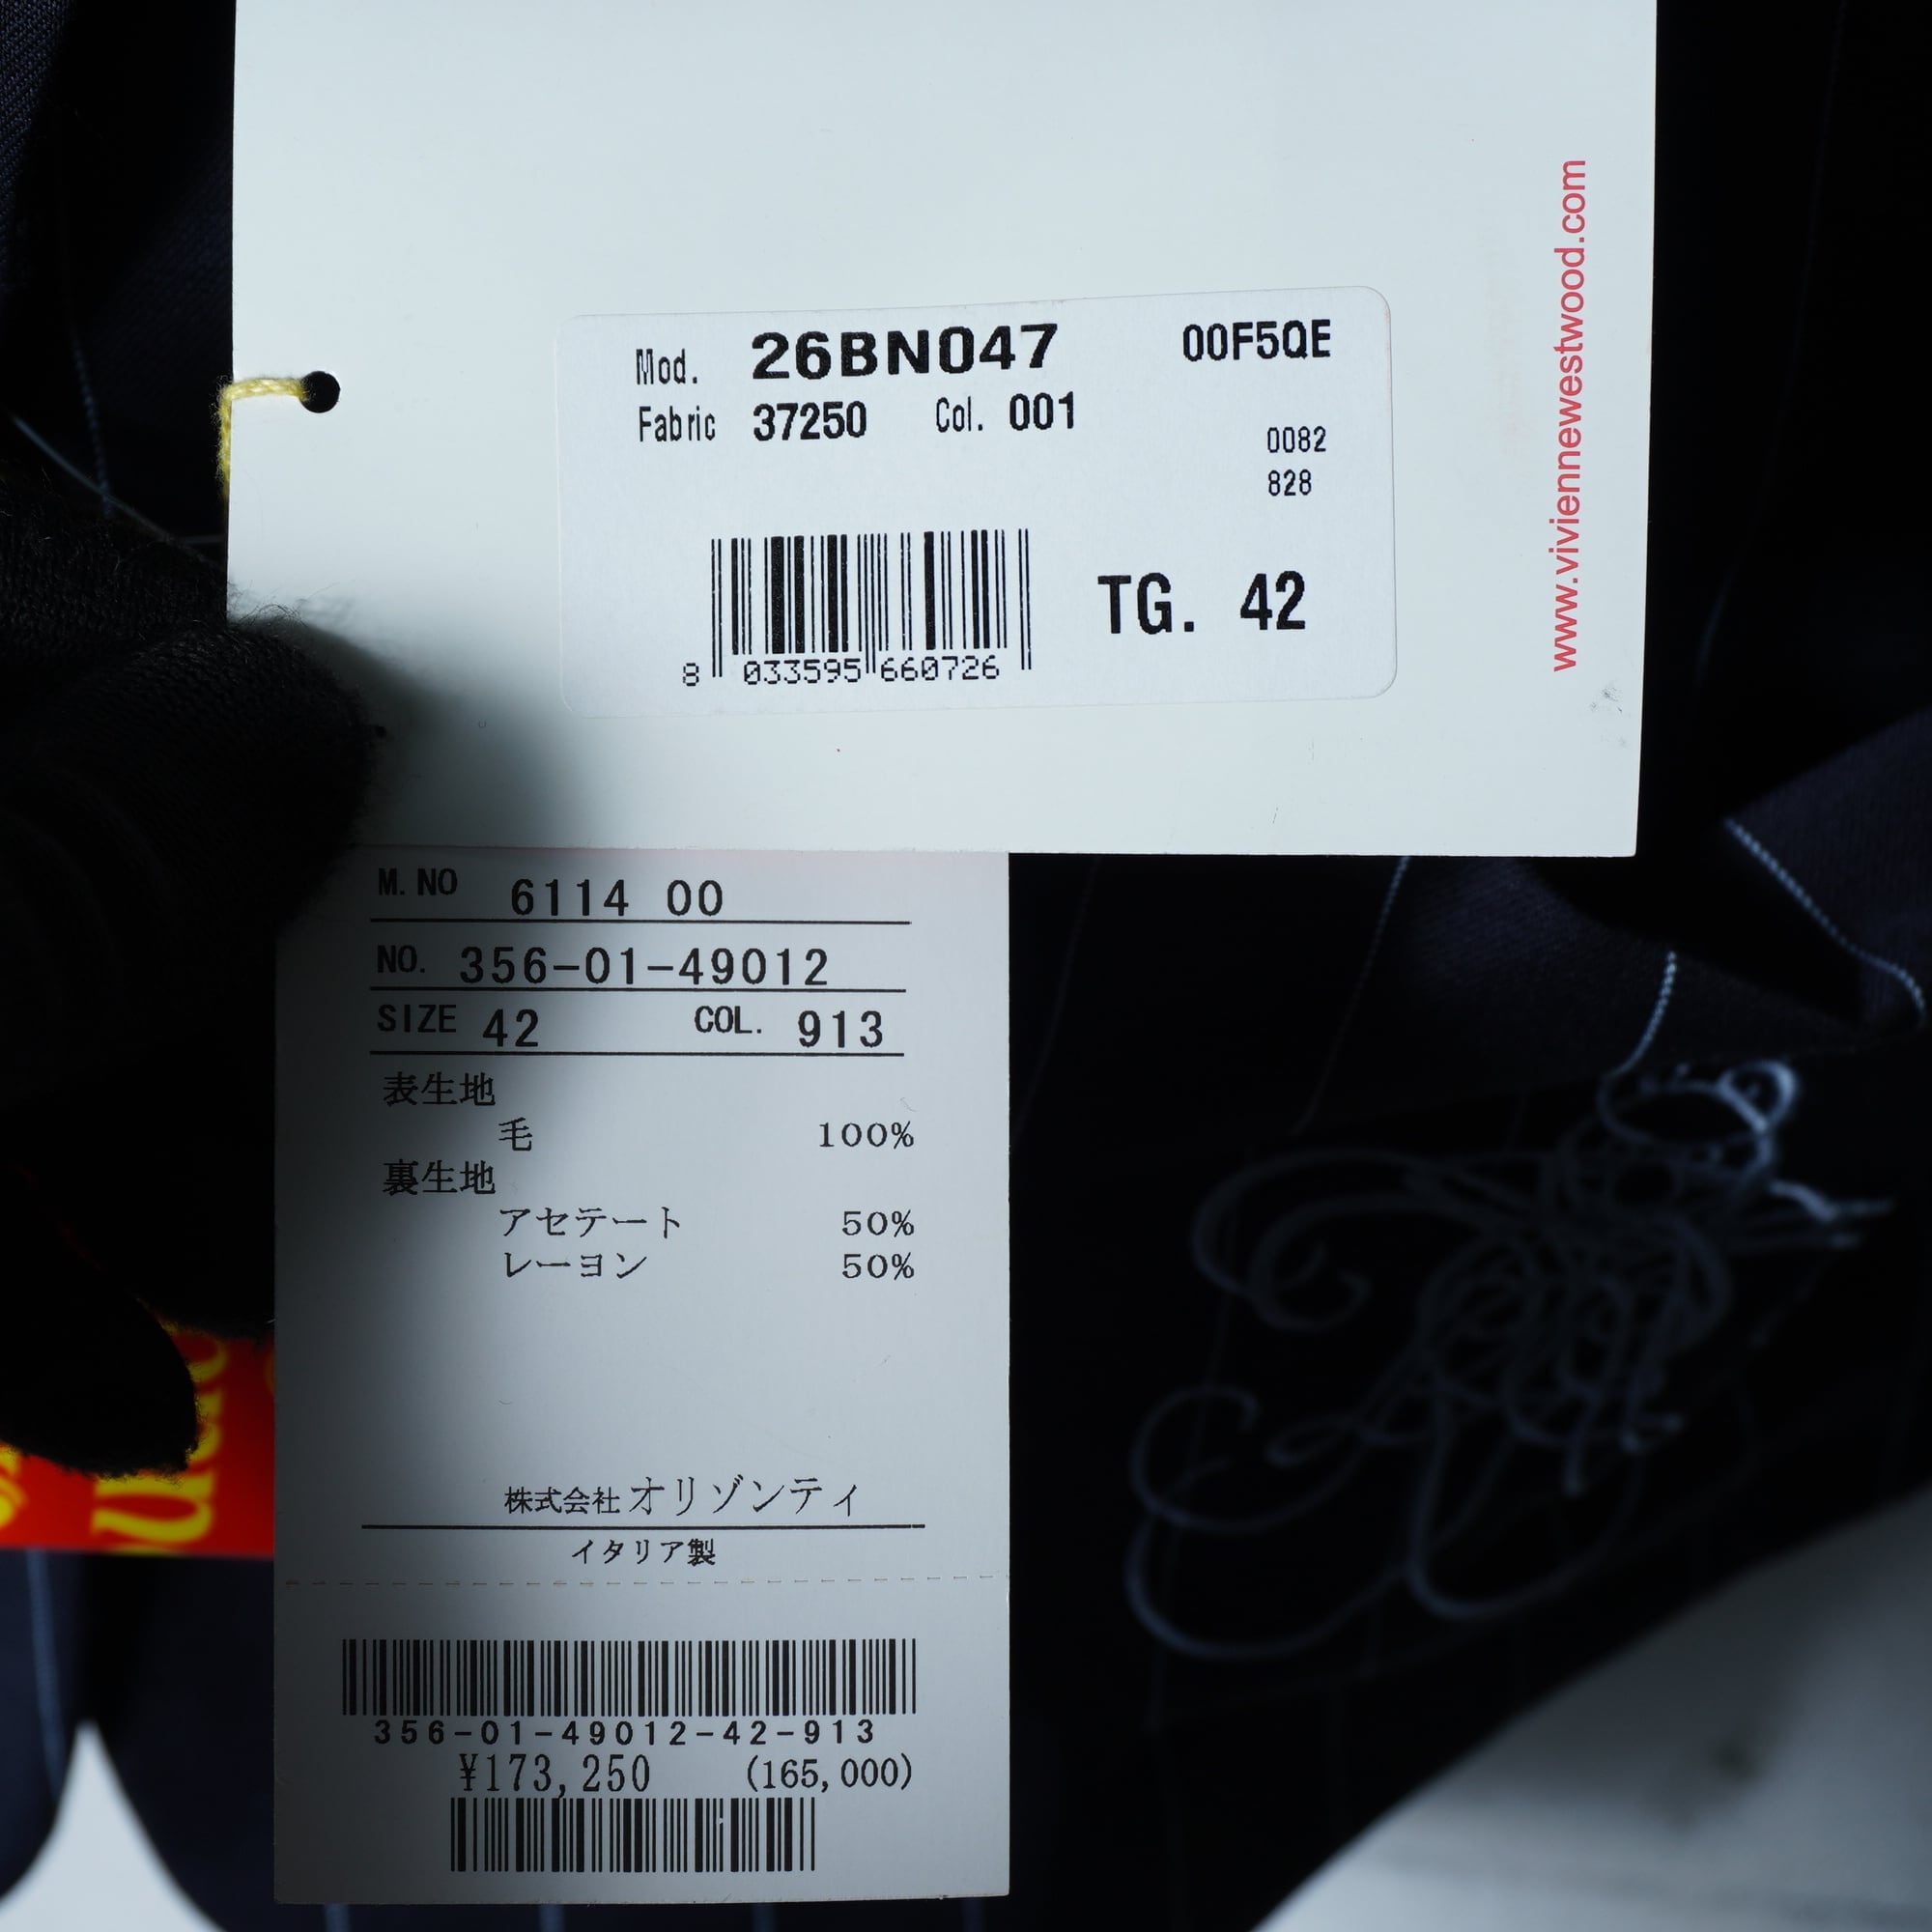 www.viviennewestwood.com
Mod. 26BN047 00F5QE
Fabric 37250 Col. 001
0082
828
TG. 42
8 033595 660726
M.NO 6114 00
NO. 356-01-49012
SIZE 42 COL. 913
表生地
毛 100%
裏生地
アセテート 50%
レーヨン 50%
株式会社オリゾンティ
イタリア製
356-01-49012-42-913
¥173,250 (165,000)